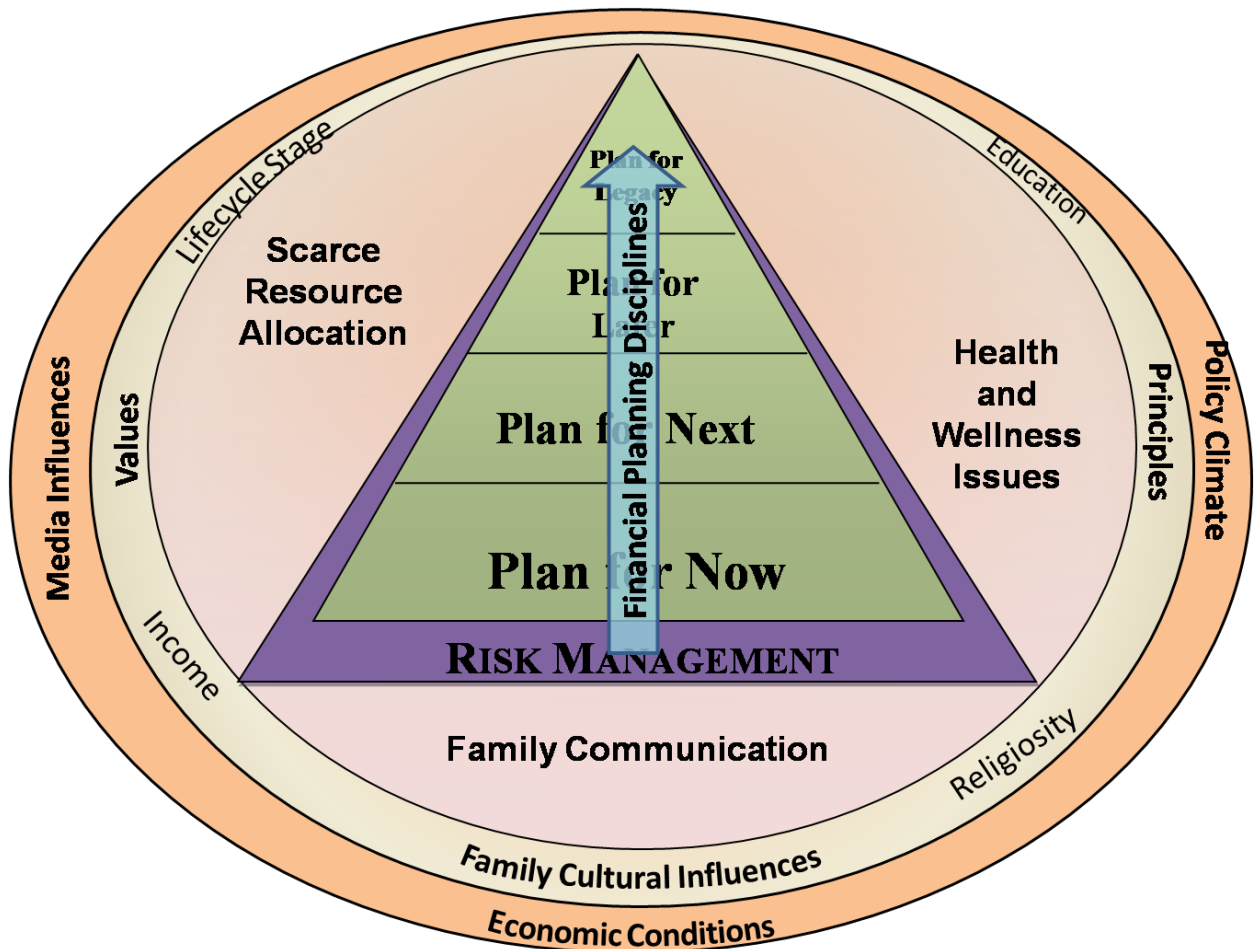 Lifecycle Stage
Education
Plan for
Legacy
Scarce
Resource
Allocation
Plan for
Later
Financial Planning Disciplines
Health
and
Wellness
Issues
Media Influences
Values
Principles
Policy Climate
Plan for Next
Plan for Now
Income
RISK MANAGEMENT
Religiosity
Family Communication
Family Cultural Influences
Economic Conditions